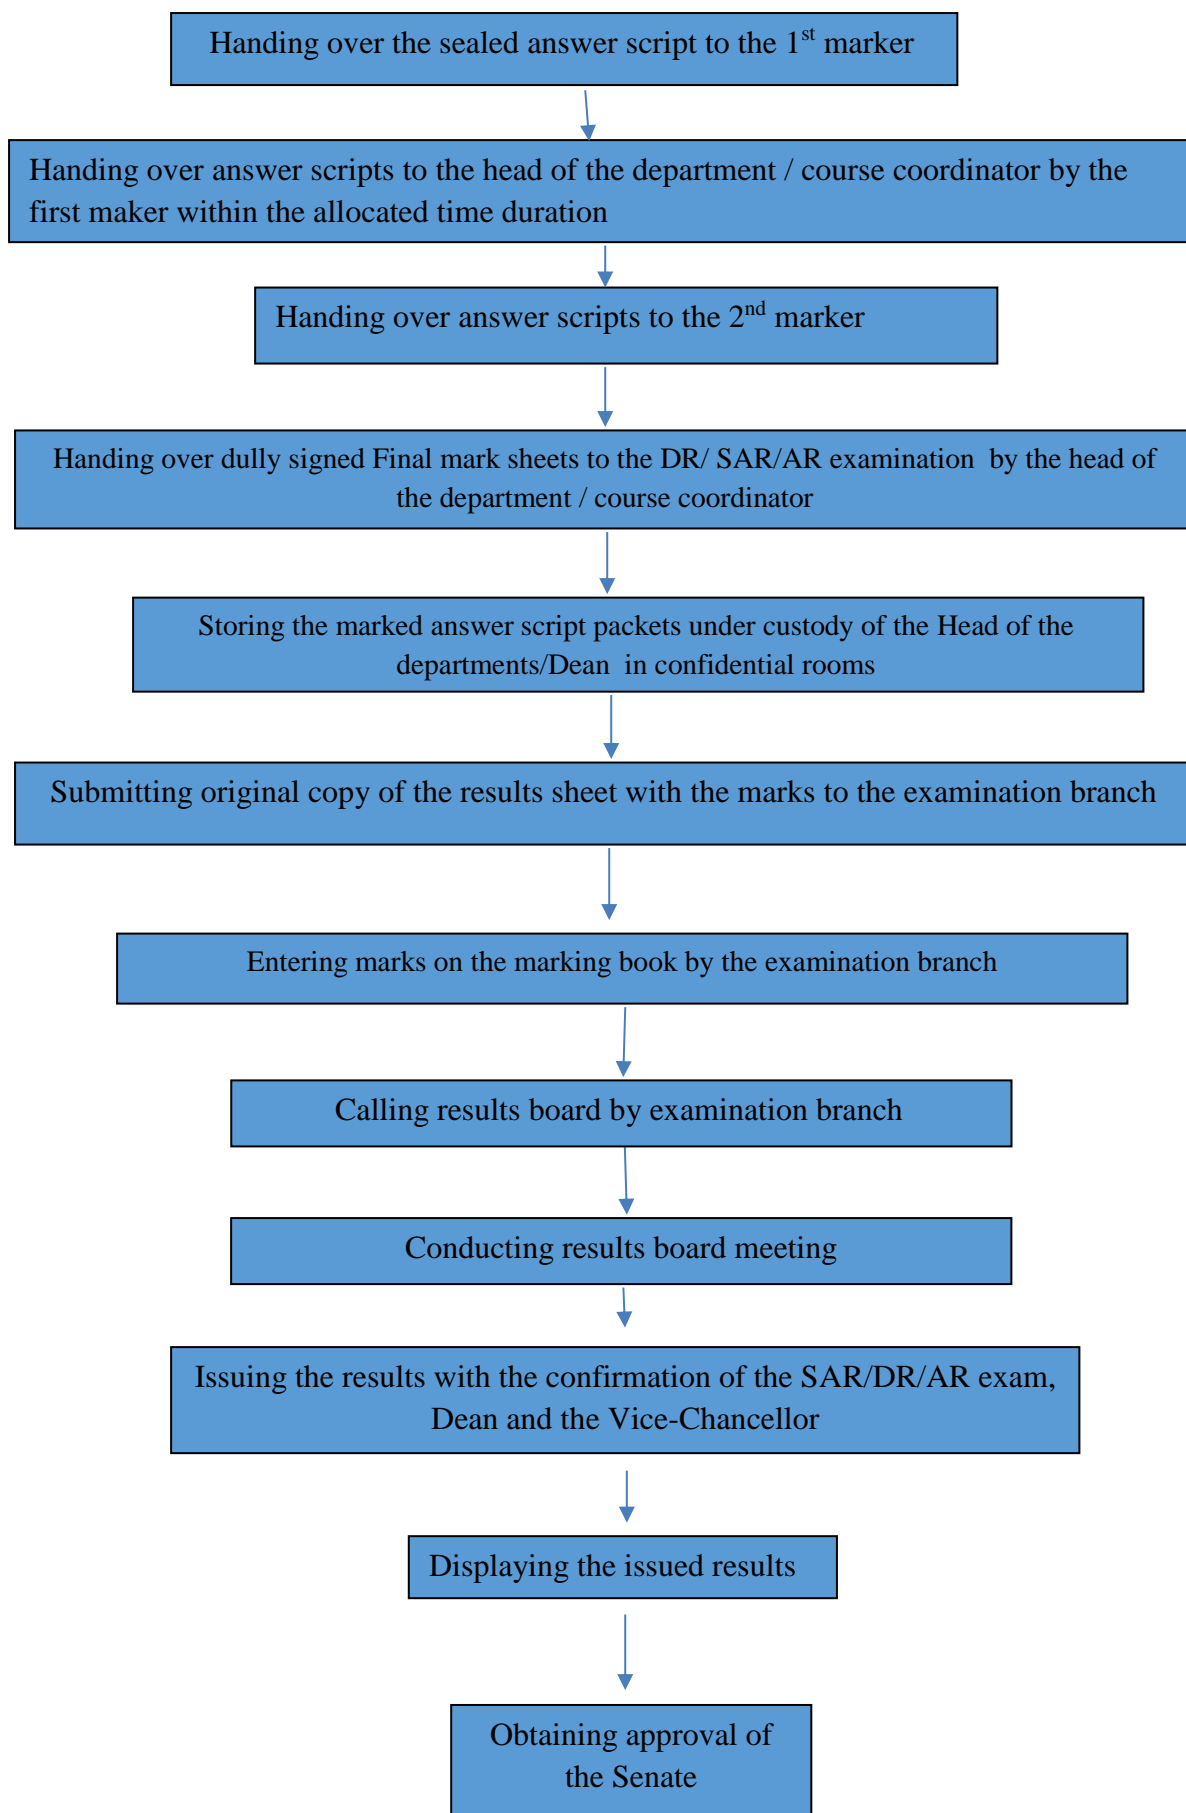 Handing over the sealed answer script to the 1st marker
Handing over answer scripts to the head of the department / course coordinator by the
first maker within the allocated time duration
Handing over answer scripts to the 2nd marker
Handing over dully signed Final mark sheets to the DR/ SAR/AR examination by the head of
the department / course coordinator
Storing the marked answer script packets under custody of the Head of the
departments/Dean in confidential rooms
Submitting original copy of the results sheet with the marks to the examination branch
Entering marks on the marking book by the examination branch
Calling results board by examination branch
Conducting results board meeting
Issuing the results with the confirmation of the SAR/DR/AR exam,
Dean and the Vice-Chancellor
Displaying the issued results
Obtaining approval of
the Senate